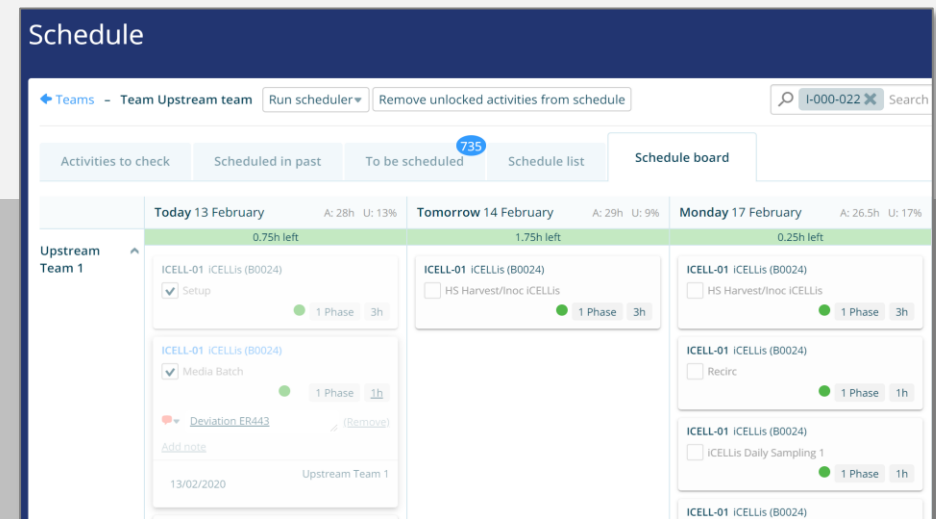 Schedule
Teams – Team Upstream team Run scheduler Remove unlocked activities from schedule I-000-022 Search
Activities to check Scheduled in past To be scheduled 735 Schedule list Schedule board
Today 13 February A: 28h U: 13% Tomorrow 14 February A: 29h U: 9% Monday 17 February A: 26.5h U: 17%
0.75h left 1.75h left 0.25h left
Upstream
Team 1
ICELL-01 iCELLis (B0024) ICELL-01 iCELLis (B0024) ICELL-01 iCELLis (B0024)
Setup HS Harvest/Inoc iCELLis HS Harvest/Inoc iCELLis
1 Phase 3h 1 Phase 3h 1 Phase 3h
ICELL-01 iCELLis (B0024) ICELL-01 iCELLis (B0024)
Media Batch Recirc
1 Phase 1h 1 Phase 1h
Deviation ER443 (Remove)
ICELL-01 iCELLis (B0024)
Add note iCELLis Daily Sampling 1
Upstream Team 1 1 Phase 1h
13/02/2020
ICELL-01 iCELLis (B0024)